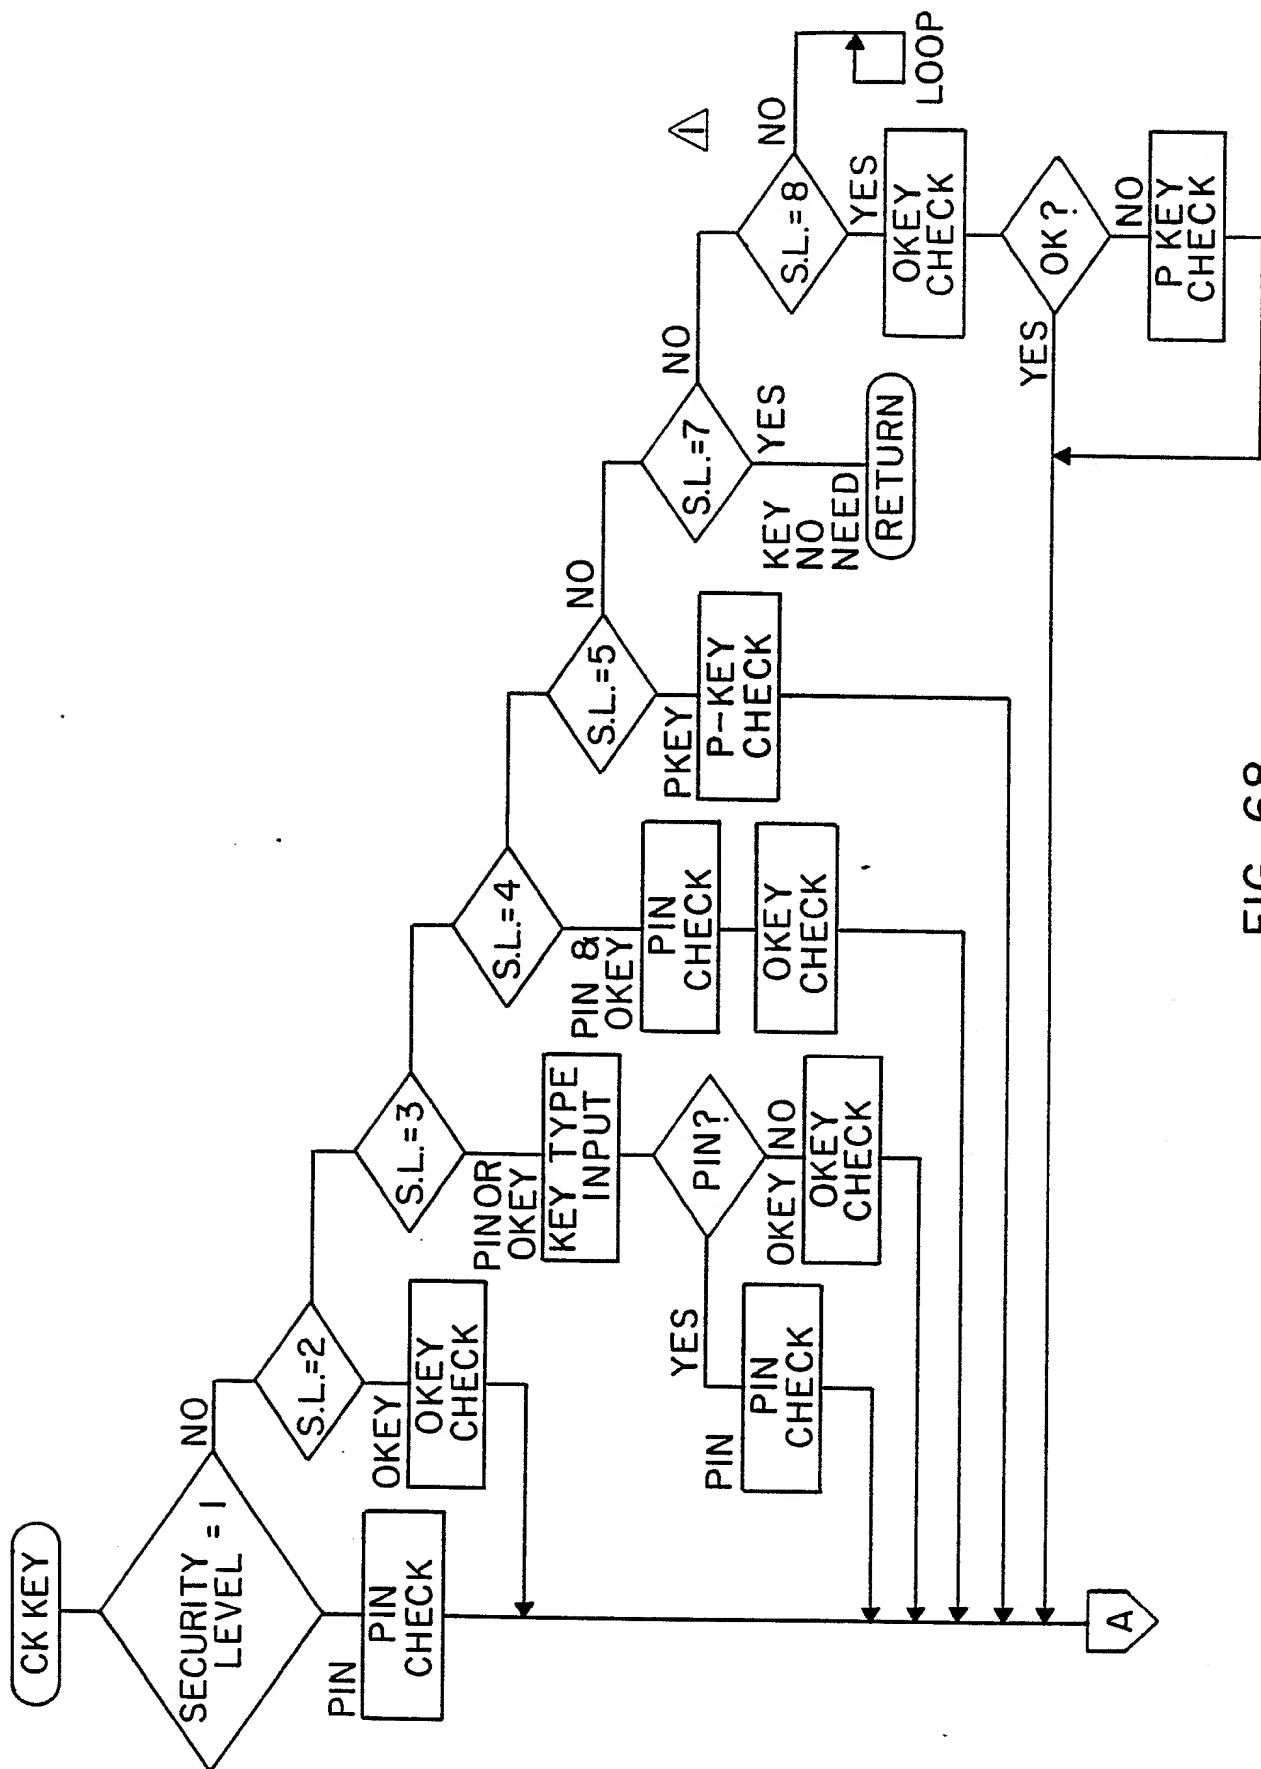 CK KEY
SECURITY
LEVEL = 1
NO
PIN
PIN
CHECK
S.L.=2
OKEY
OKEY
CHECK
S.L.=3
PIN OR
OKEY
KEY TYPE
INPUT
PIN?
YES
PIN
PIN
CHECK
OKEY
NO
OKEY
CHECK
S.L.=4
PIN &
OKEY
PIN
CHECK
OKEY
CHECK
S.L.=5
NO
PKEY
P-KEY
CHECK
S.L.=7
NO
YES
KEY
NO
NEED
RETURN
1
S.L.=8
NO
LOOP
YES
OKEY
CHECK
OK?
YES
NO
P KEY
CHECK
A
FIG. 68